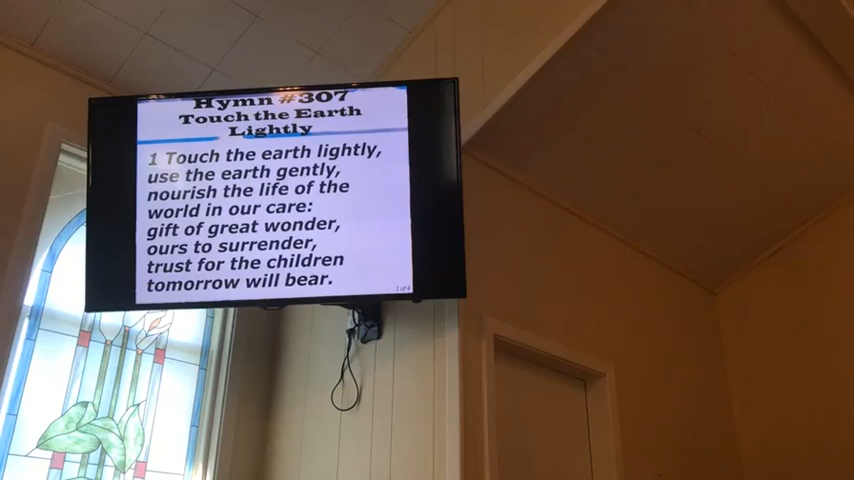 Hymn #307
Touch the Earth
Lightly
1 Touch the earth lightly,
use the earth gently,
nourish the life of the
world in our care:
gift of great wonder,
ours to surrender,
trust for the children
tomorrow will bear.
1 of 4